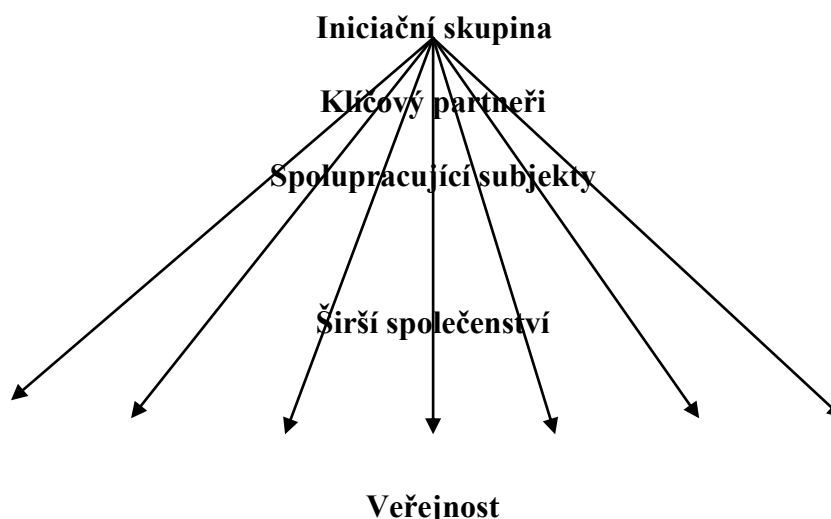 Iniciační skupina
Klíčový partneři
Spolupracující subjekty
Širší společenství
Veřejnost